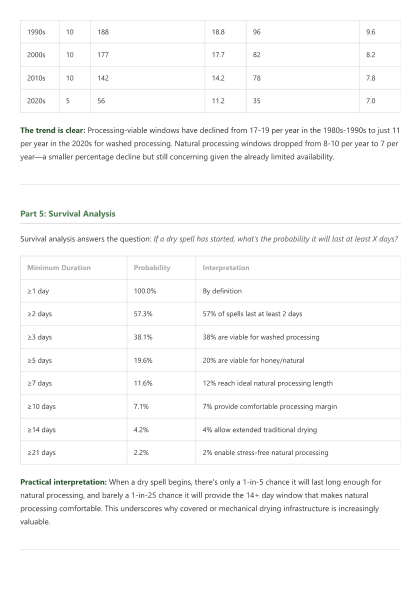 1990s 10 188 18.8 96 9.6
2000s 10 177 17.7 82 8.2
2010s 10 142 14.2 78 7.8
2020s 5 56 11.2 35 7.0
The trend is clear: Processing-viable windows have declined from 17-19 per year in the 1980s-1990s to just 11
per year in the 2020s for washed processing. Natural processing windows dropped from 8-10 per year to 7 per
year—a smaller percentage decline but still concerning given the already limited availability.
Part 5: Survival Analysis
Survival analysis answers the question: If a dry spell has started, what's the probability it will last at least X days?
Minimum Duration Probability Interpretation
≥1 day 100.0% By definition
≥2 days 57.3% 57% of spells last at least 2 days
≥3 days 38.1% 38% are viable for washed processing
≥5 days 19.6% 20% are viable for honey/natural
≥7 days 11.6% 12% reach ideal natural processing length
≥10 days 7.1% 7% provide comfortable processing margin
≥14 days 4.2% 4% allow extended traditional drying
≥21 days 2.2% 2% enable stress-free natural processing
Practical interpretation: When a dry spell begins, there's only a 1-in-5 chance it will last long enough for
natural processing, and barely a 1-in-25 chance it will provide the 14+ day window that makes natural
processing comfortable. This underscores why covered or mechanical drying infrastructure is increasingly
valuable.